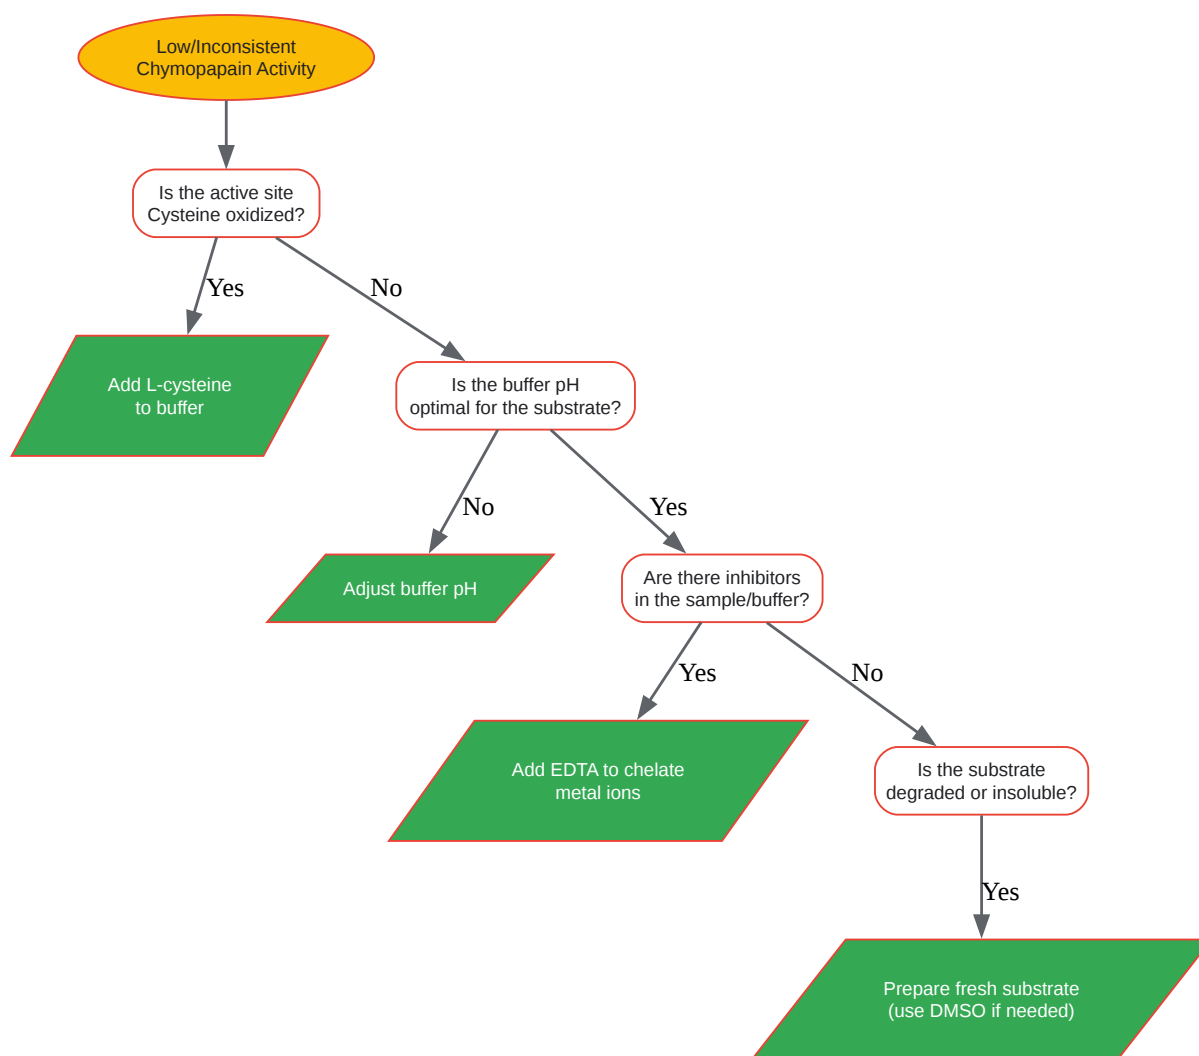 Low/Inconsistent
Chymopapain Activity
Is the active site
Cysteine oxidized?
Yes
No
Add L-cysteine
to buffer
Is the buffer pH
optimal for the substrate?
No
Yes
Adjust buffer pH
Are there inhibitors
in the sample/buffer?
Yes
No
Add EDTA to chelate
metal ions
Is the substrate
degraded or insoluble?
Yes
Prepare fresh substrate
(use DMSO if needed)